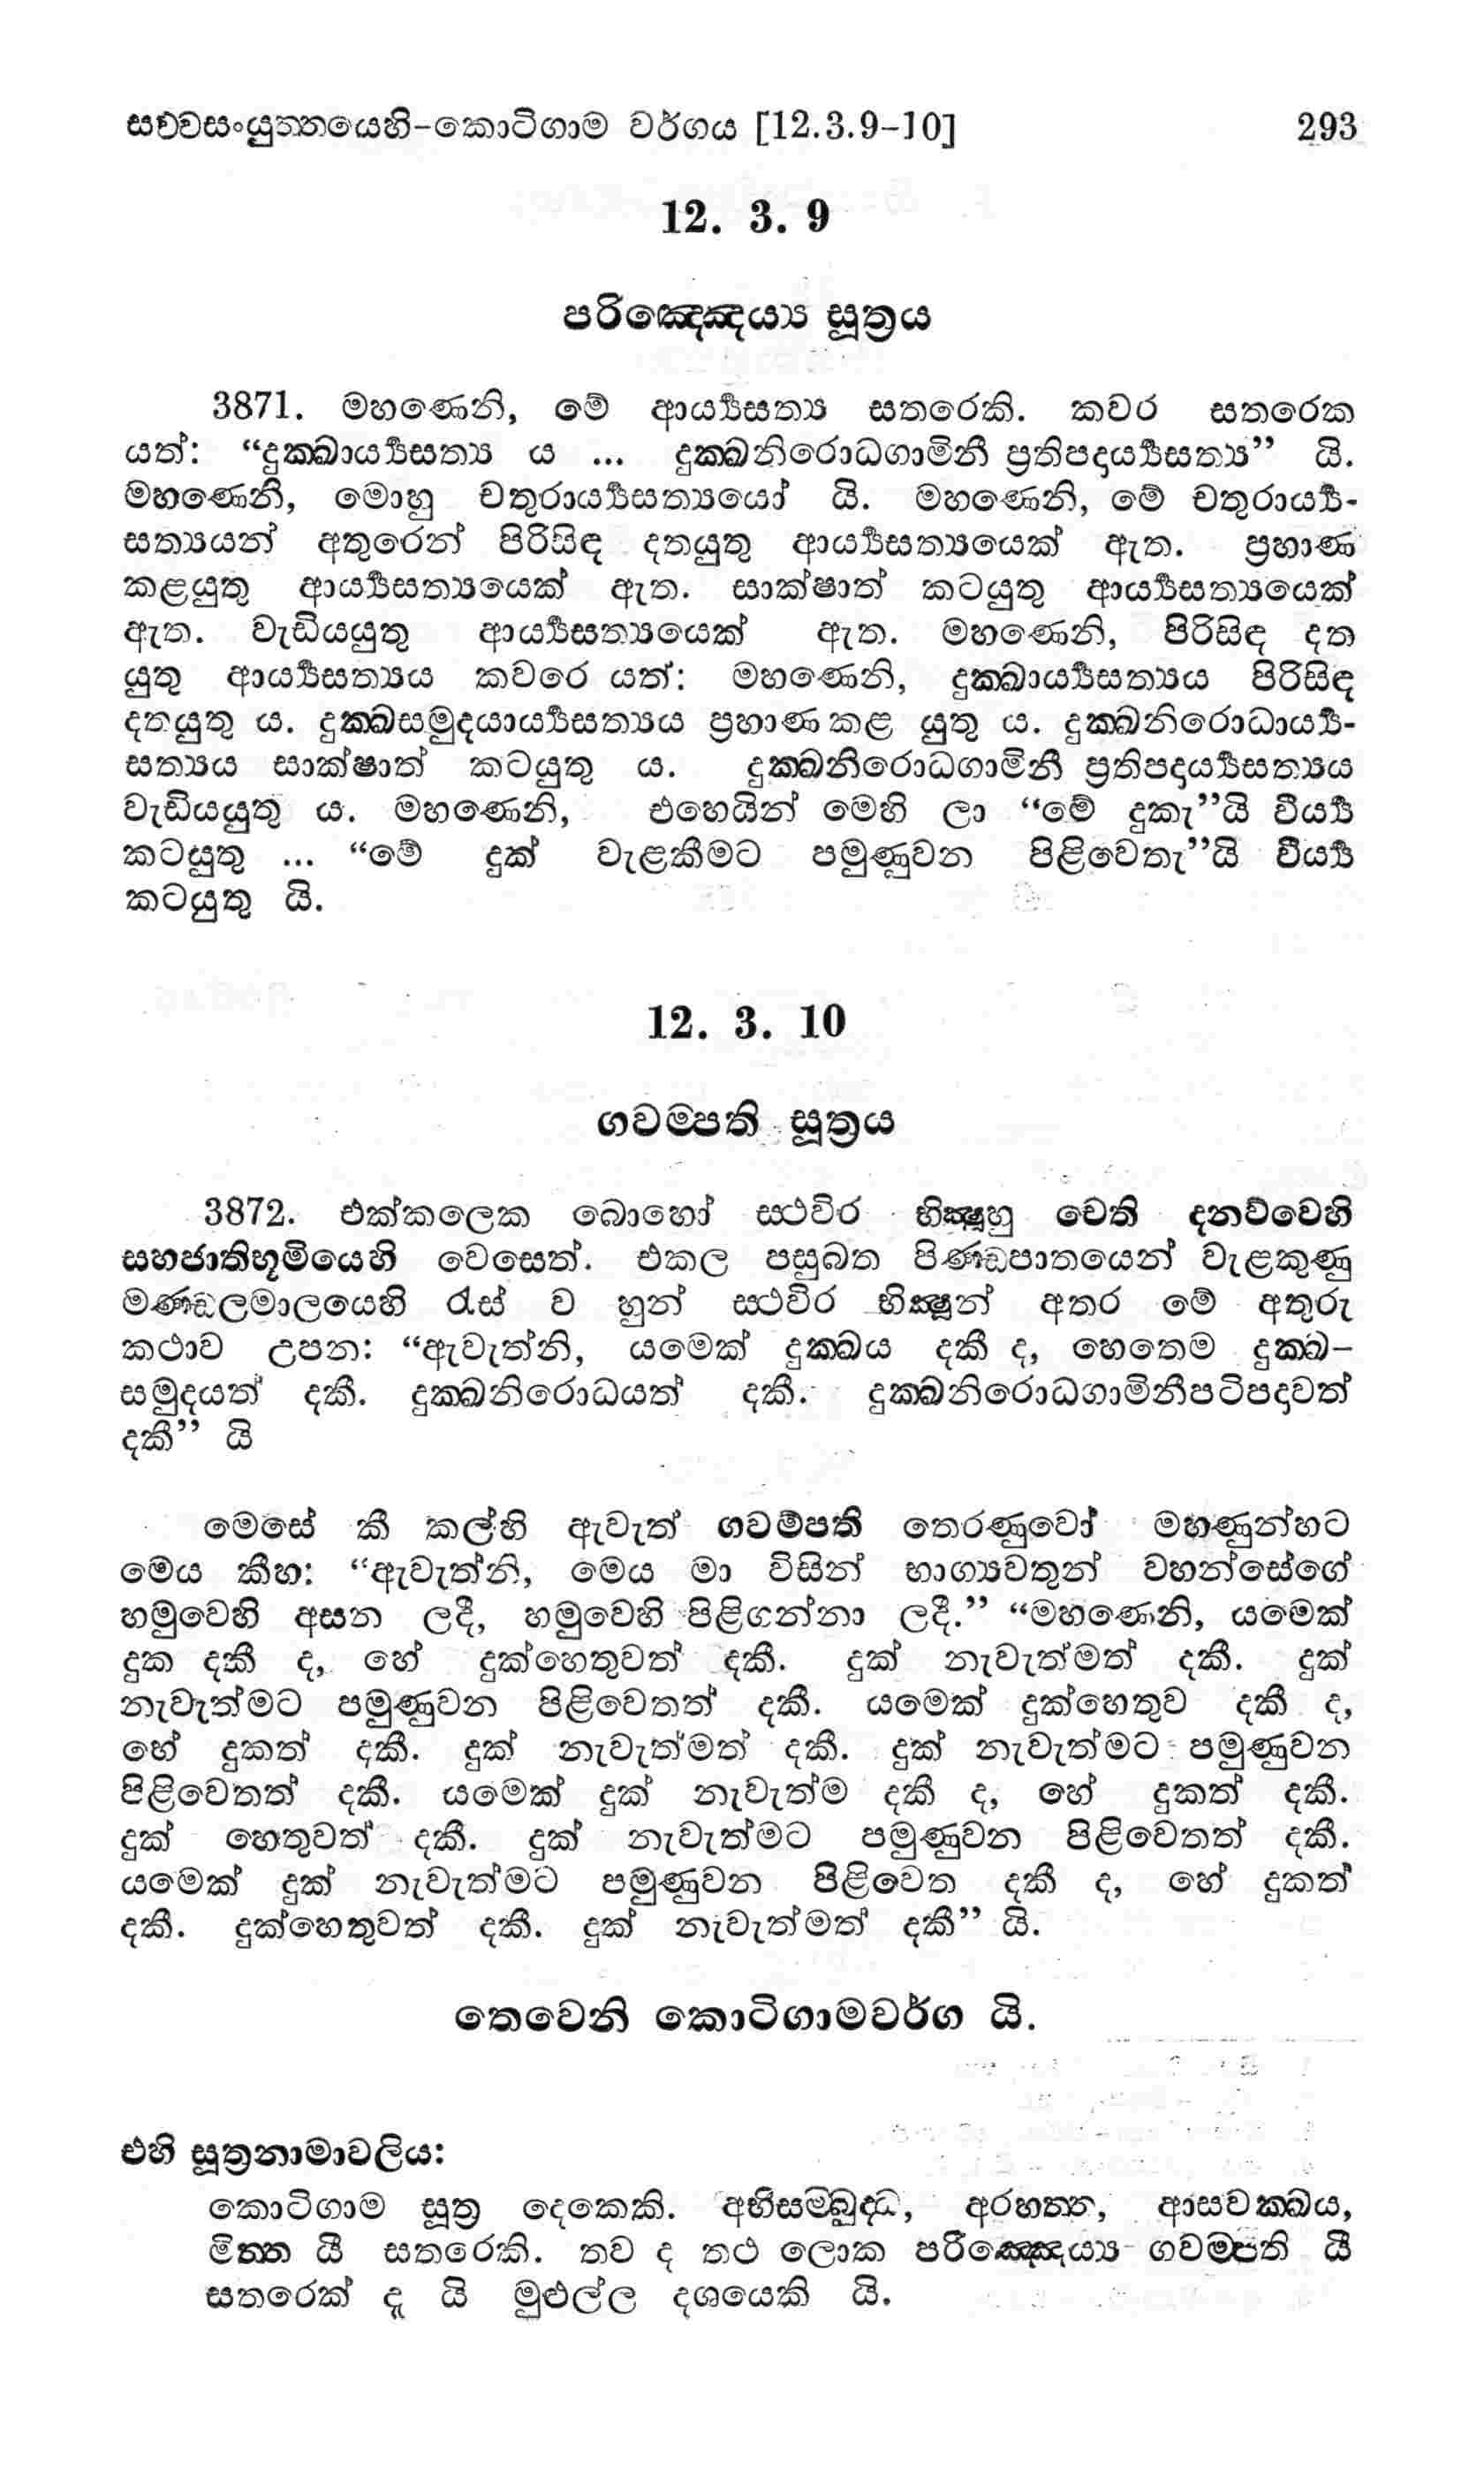 සච්චසංයුත්තයෙහි-කොටිගාම වර්ගය [12.3.9-10] 293
12. 3. 9
පරිඤ්ඤෙය්‍ය සූත්‍රය
3871. මහණෙනි, මේ ආර්‍ය්‍යසත්‍ය සතරෙකි. කවර සතරෙක
යත්: “දුක්ඛාර්‍ය්‍යසත්‍ය ය ... දුක්ඛනිරොධගාමිනී ප්‍රතිපදාර්‍ය්‍යසත්‍ය” යි.
මහණෙනි, මොහු චතුරාර්‍ය්‍යසත්‍යයෝ යි. මහණෙනි, මේ චතුරාර්‍ය්‍ය-
සත්‍යයන් අතුරෙන් පිරිසිඳ දතයුතු ආර්‍ය්‍යසත්‍යයෙක් ඇත. ප්‍රහාණ
කළයුතු ආර්‍ය්‍යසත්‍යයෙක් ඇත. සාක්ෂාත් කටයුතු ආර්‍ය්‍යසත්‍යයෙක්
ඇත. වැඩියයුතු ආර්‍ය්‍යසත්‍යයෙක් ඇත. මහණෙනි, පිරිසිඳ දත
යුතු ආර්‍ය්‍යසත්‍යය කවරෙ යත්: මහණෙනි, දුක්ඛාර්‍ය්‍යසත්‍යය පිරිසිඳ
දතයුතු ය. දුක්ඛසමුදයාර්‍ය්‍යසත්‍යය ප්‍රහාණ කළ යුතු ය. දුක්ඛනිරොධාර්‍ය්‍ය-
සත්‍යය සාක්ෂාත් කටයුතු ය. දුක්ඛනිරොධගාමිනී ප්‍රතිපදාර්‍ය්‍යසත්‍යය
වැඩියයුතු ය. මහණෙනි, එහෙයින් මෙහි ලා “මේ දුකැ”යි වීර්‍ය්‍ය
කටයුතු ... “මේ දුක් වැළකීමට පමුණුවන පිළිවෙතැ”යි වීර්‍ය්‍ය
කටයුතු යි.
12. 3. 10
ගවම්පති සූත්‍රය
3872. එක්කලෙක බොහෝ ස්ථවිර භික්ෂූහු චෙති දනව්වෙහි
සහජාතිභූමියෙහි වෙසෙත්. එකල පසුබත පිණ්ඩපාතයෙන් වැළකුණු
මණ්ඩලමාලයෙහි රැස් ව හුන් ස්ථවිර භික්ෂූන් අතර මේ අතුරු
කථාව උපන: “ඇවැත්නි, යමෙක් දුක්ඛය දකී ද, හෙතෙම දුක්ඛ-
සමුදයත් දකී. දුක්ඛනිරොධයත් දකී. දුක්ඛනිරොධගාමිනීපටිපදාවත්
දකී” යි
මෙසේ කී කල්හි ඇවැත් ගවම්පති තෙරණුවෝ මහණුන්හට
මෙය කීහ: “ඇවැත්නි, මෙය මා විසින් භාග්‍යවතුන් වහන්සේගේ
හමුවෙහි අසන ලදී, හමුවෙහි පිළිගන්නා ලදී.” “මහණෙනි, යමෙක්
දුක දකී ද, හේ දුක්හෙතුවත් දකී. දුක් නැවැත්මත් දකී. දුක්
නැවැත්මට පමුණුවන පිළිවෙතත් දකී. යමෙක් දුක්හෙතුව දකී ද,
හේ දුකත් දකී. දුක් නැවැත්මත් දකී. දුක් නැවැත්මට පමුණුවන
පිළිවෙතත් දකී. යමෙක් දුක් නැවැත්ම දකී ද, හේ දුකත් දකී.
දුක් හෙතුවත් දකී. දුක් නැවැත්මට පමුණුවන පිළිවෙතත් දකී.
යමෙක් දුක් නැවැත්මට පමුණුවන පිළිවෙත දකී ද, හේ දුකත්
දකී. දුක්හෙතුවත් දකී. දුක් නැවැත්මත් දකී” යි.
තෙවෙනි කොටිගාමවර්ග යි.
එහි සූත්‍රනාමාවලිය:
කොටිගාම සූත්‍ර දෙකෙකි. අභිසම්බුද්ධ, අරහත්ත, ආසවක්ඛය,
මිත්ත යී සතරෙකි. තව ද තථ ලොක පරිඤ්ඤෙය්‍ය ගවම්පති යී
සතරෙක් දැ යි මුළුල්ල දශයෙකි යි.